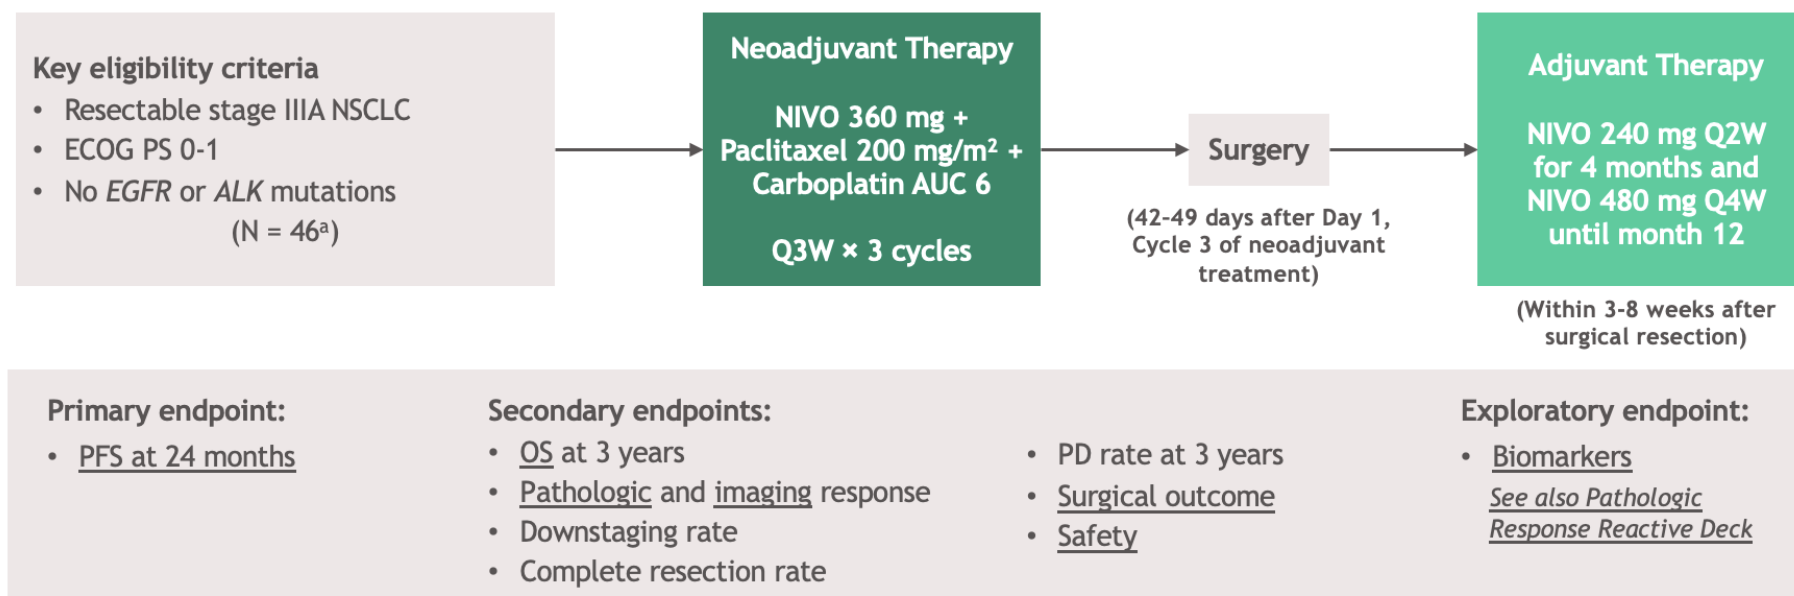 Key eligibility criteria
• Resectable stage IIIA NSCLC
• ECOG PS 0-1
• No EGFR or ALK mutations
(N = 46ᵃ)
Neoadjuvant Therapy
NIVO 360 mg +
Paclitaxel 200 mg/m² +
Carboplatin AUC 6
Q3W × 3 cycles
Surgery
(42–49 days after Day 1,
Cycle 3 of neoadjuvant
treatment)
Adjuvant Therapy
NIVO 240 mg Q2W
for 4 months and
NIVO 480 mg Q4W
until month 12
(Within 3-8 weeks after
surgical resection)
Primary endpoint:
• PFS at 24 months
Secondary endpoints:
• OS at 3 years
• Pathologic and imaging response
• Downstaging rate
• Complete resection rate
• PD rate at 3 years
• Surgical outcome
• Safety
Exploratory endpoint:
• Biomarkers
See also Pathologic
Response Reactive Deck